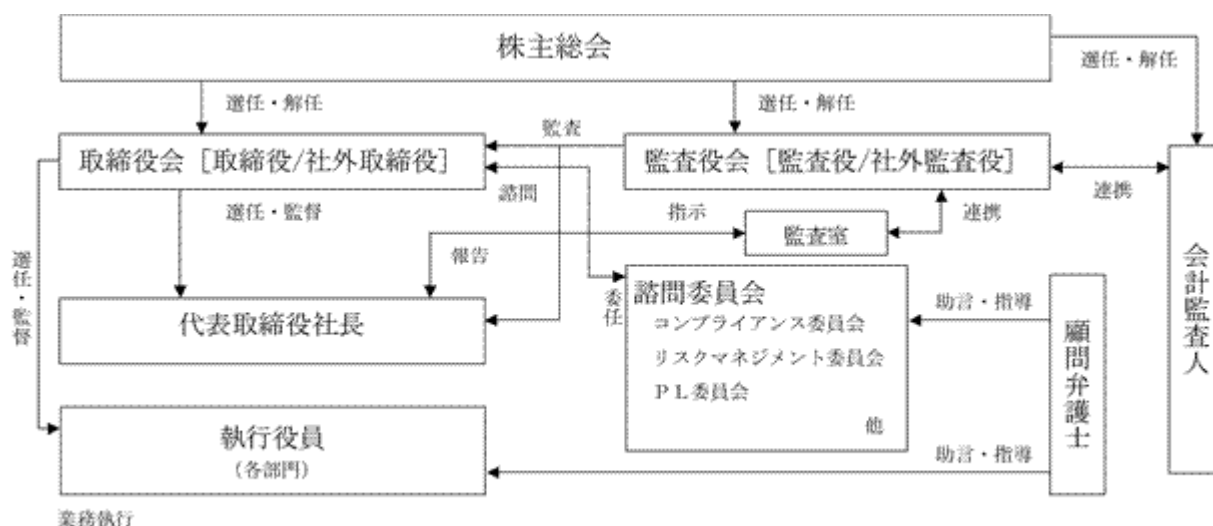 株主総会
選任・解任
選任・解任
選任・解任
監査
取締役会［取締役/社外取締役］
監査役会［監査役/社外監査役］
諮問
連携
選任・監督
指示
連携
監査室
報告
選任・監督
会計監査人
諮問委員会
委任
コンプライアンス委員会
リスクマネジメント委員会
ＰＬ委員会
他
助言・指導
顧問弁護士
代表取締役社長
執行役員
（各部門）
助言・指導
業務執行